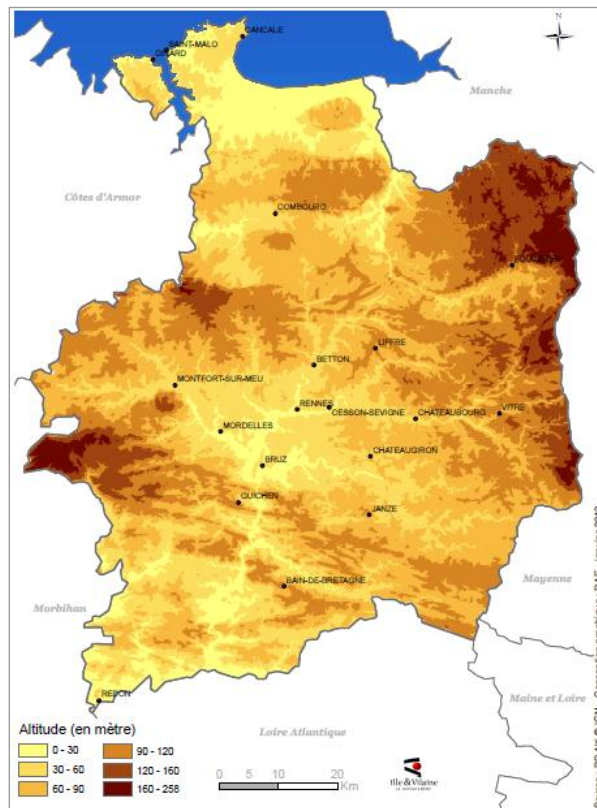 N
CANCALE
SAINT-MALO
DINARD
Manche
Côtes d'Armor
COMBOURG
FOUGERES
LIFFRE
BETTON
MONTFORT-SUR-MEU
RENNES
CESSON-SEVIGNE
CHATEAUBOURG
VITRE
MORDELLES
CHATEAUGIRON
BRUZ
GUICHEN
JANZE
BAIN-DE-BRETAGNE
Mayenne
Morbihan
Maine et Loire
REDON
Loire Atlantique
Altitude (en mètre)
0 - 30
30 - 60
60 - 90
90 - 120
120 - 160
160 - 258
0 5 10 20
Km
Ille & Vilaine
LE DEPARTEMENT